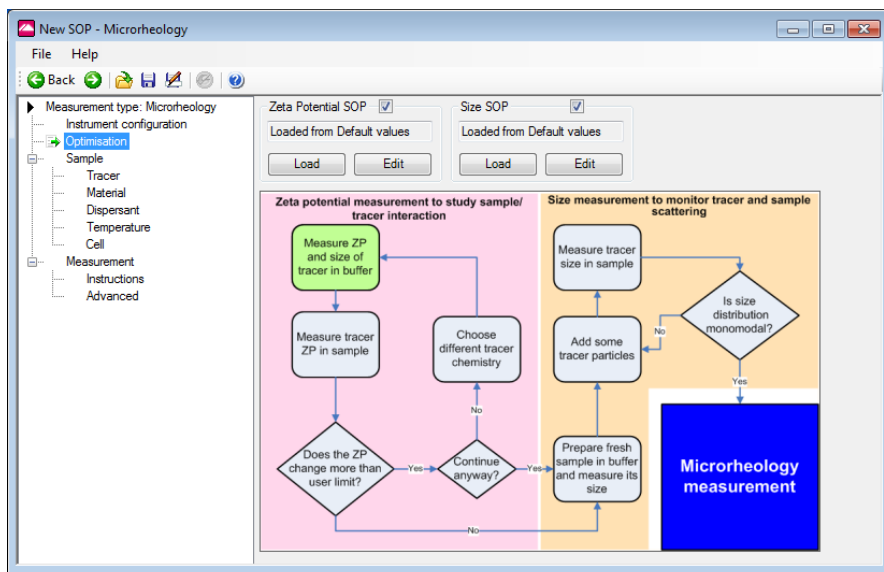 New SOP - Microrheology
File Help
Back
Measurement type: Microrheology
Instrument configuration
Optimisation
Sample
Tracer
Material
Dispersant
Temperature
Cell
Measurement
Instructions
Advanced
Zeta Potential SOP
Loaded from Default values
Load Edit
Size SOP
Loaded from Default values
Load Edit
Zeta potential measurement to study sample/
tracer interaction
Measure ZP
and size of
tracer in buffer
Measure tracer
ZP in sample
Choose
different tracer
chemistry
No
Does the ZP
change more than
user limit?
Yes
Continue
anyway?
Yes
No
Size measurement to monitor tracer and sample
scattering
Measure tracer
size in sample
Is size
distribution
monomodal?
No
Add some
tracer particles
Yes
Prepare fresh
sample in buffer
and measure its
size
Microrheology
measurement